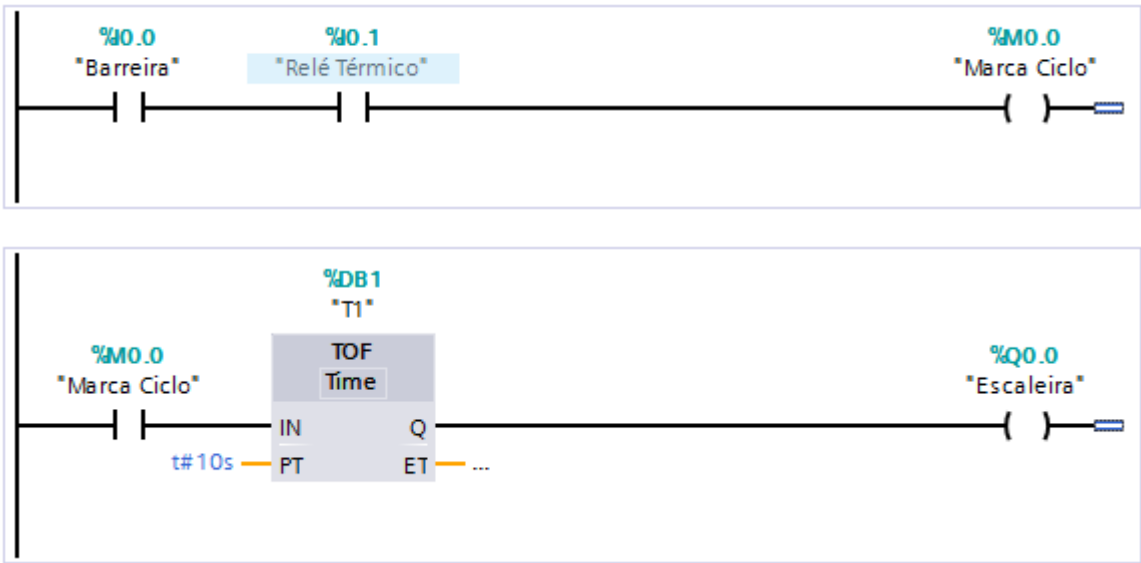 %I0.0
"Barreira"
%I0.1
"Relé Térmico"
%M0.0
"Marca Ciclo"
%DB1
"T1"
%M0.0
"Marca Ciclo"
TOF
Time
IN
Q
t#10s
PT
ET
...
%Q0.0
"Escaleira"